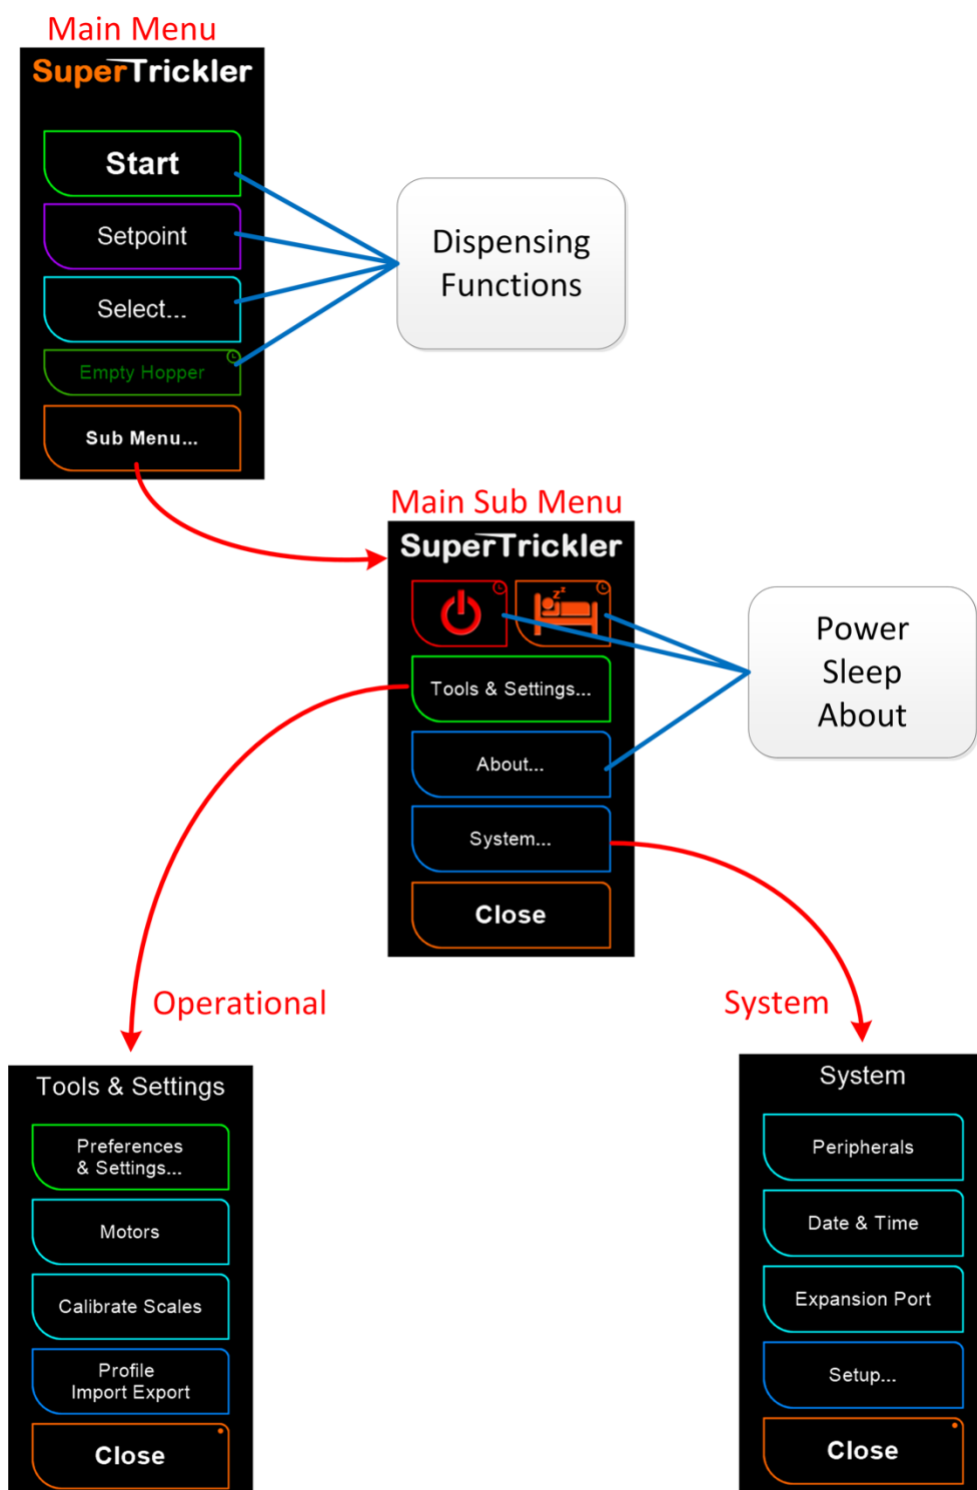 Main Menu
SuperTrickler
Start
Setpoint
Select...
Empty Hopper
Sub Menu...
Dispensing
Functions
Main Sub Menu
SuperTrickler
zz
Tools & Settings...
About...
System...
Close
Power
Sleep
About
Operational
System
Tools & Settings
Preferences
& Settings...
Motors
Calibrate Scales
Profile
Import Export
Close
System
Peripherals
Date & Time
Expansion Port
Setup...
Close